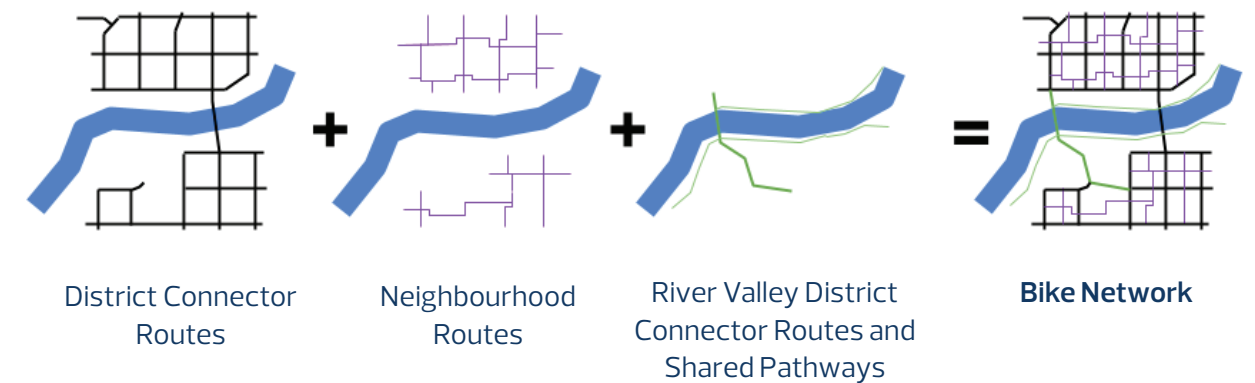 +
+
=
District Connector
Routes
Neighbourhood
Routes
River Valley District
Connector Routes and
Shared Pathways
Bike Network